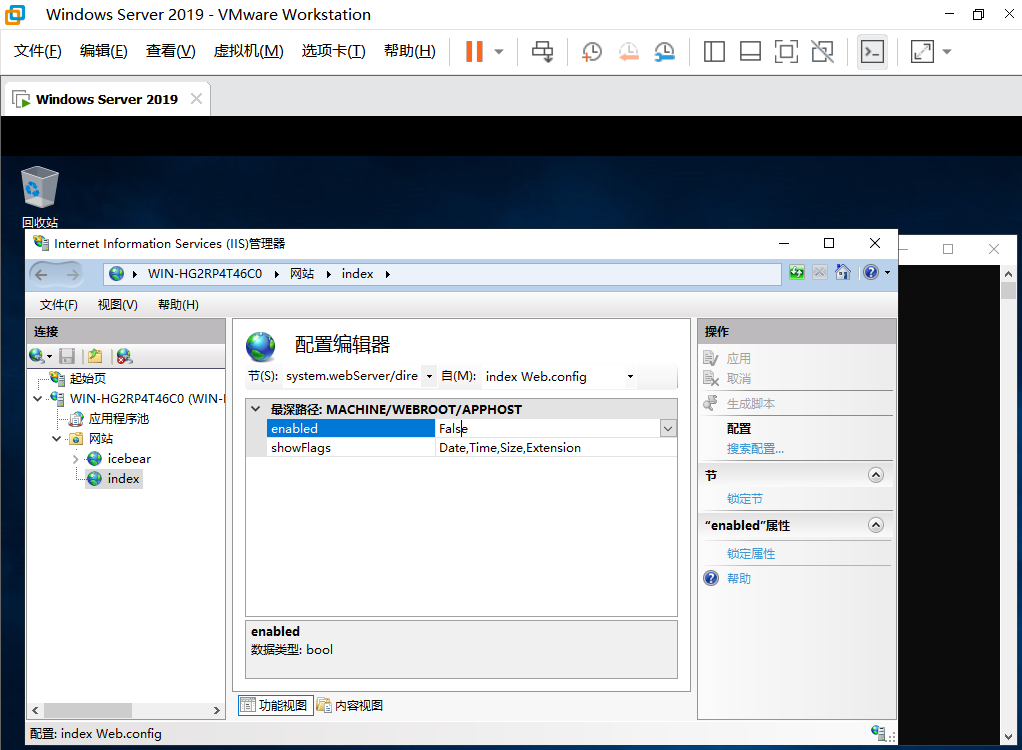 Windows Server 2019 - VMware Workstation
文件(F) 编辑(E) 查看(V) 虚拟机(M) 选项卡(T) 帮助(H)
Windows Server 2019
回收站
Internet Information Services (IIS)管理器
WIN-HG2RP4T46C0 网站 index
文件(F) 视图(V) 帮助(H)
连接
起始页
WIN-HG2RP4T46C0 (WIN-I
应用程序池
网站
icebear
index
配置编辑器
节(S): system.webServer/dire 自(M): index Web.config
最深路径: MACHINE/WEBROOT/APPHOST
enabled False
showFlags Date,Time,Size,Extension
enabled
数据类型: bool
功能视图 内容视图
操作
应用
取消
生成脚本
配置
搜索配置...
节
锁定节
“enabled”属性
锁定属性
帮助
配置: index Web.config